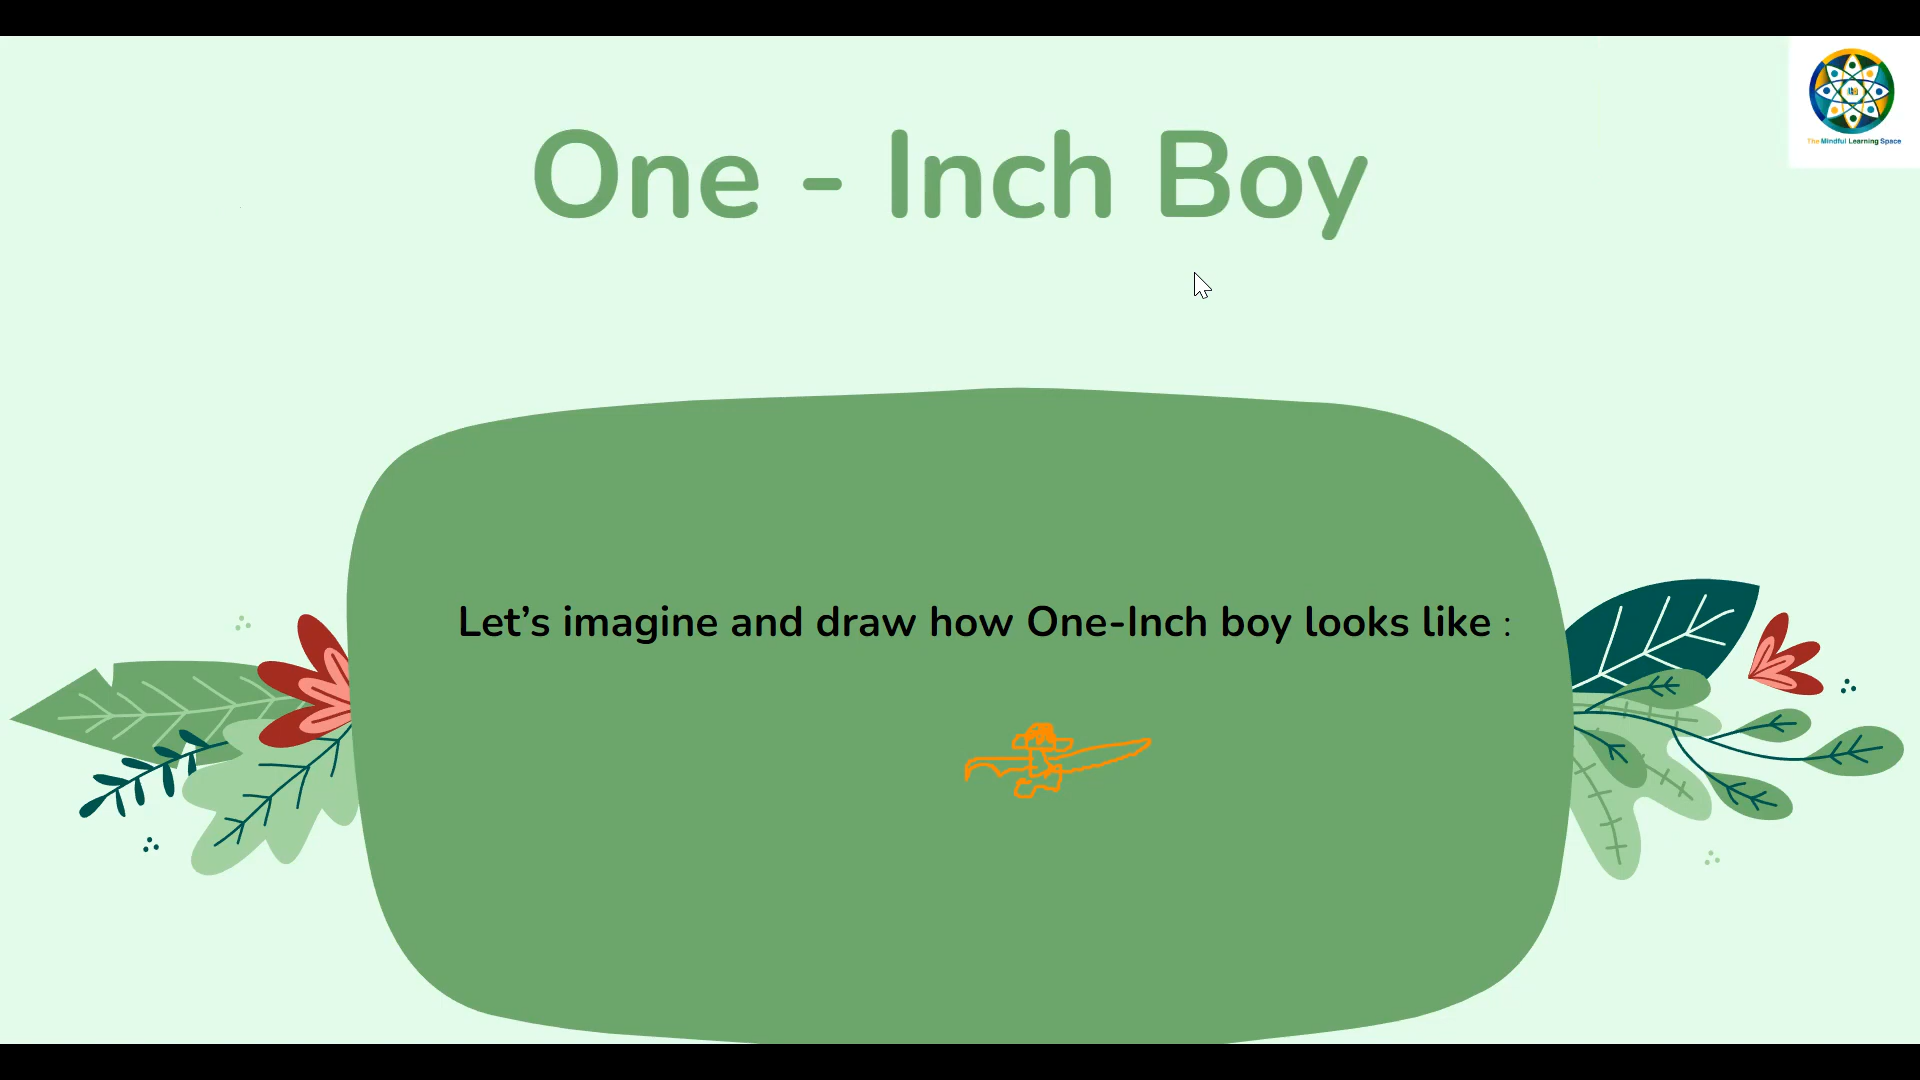 One - Inch Boy
The Mindful Learning Space
Let’s imagine and draw how One-Inch boy looks like :